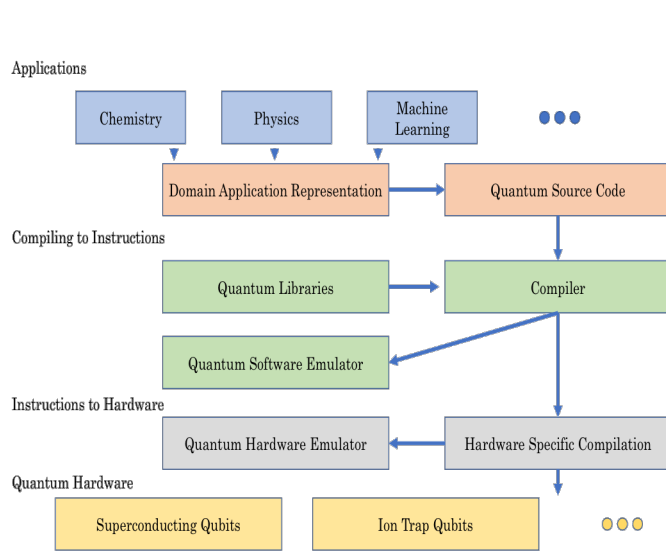 Applications
Chemistry
Physics
Machine
Learning
Domain Application Representation
Quantum Source Code
Compiling to Instructions
Quantum Libraries
Compiler
Quantum Software Emulator
Instructions to Hardware
Quantum Hardware Emulator
Hardware Specific Compilation
Quantum Hardware
Superconducting Qubits
Ion Trap Qubits